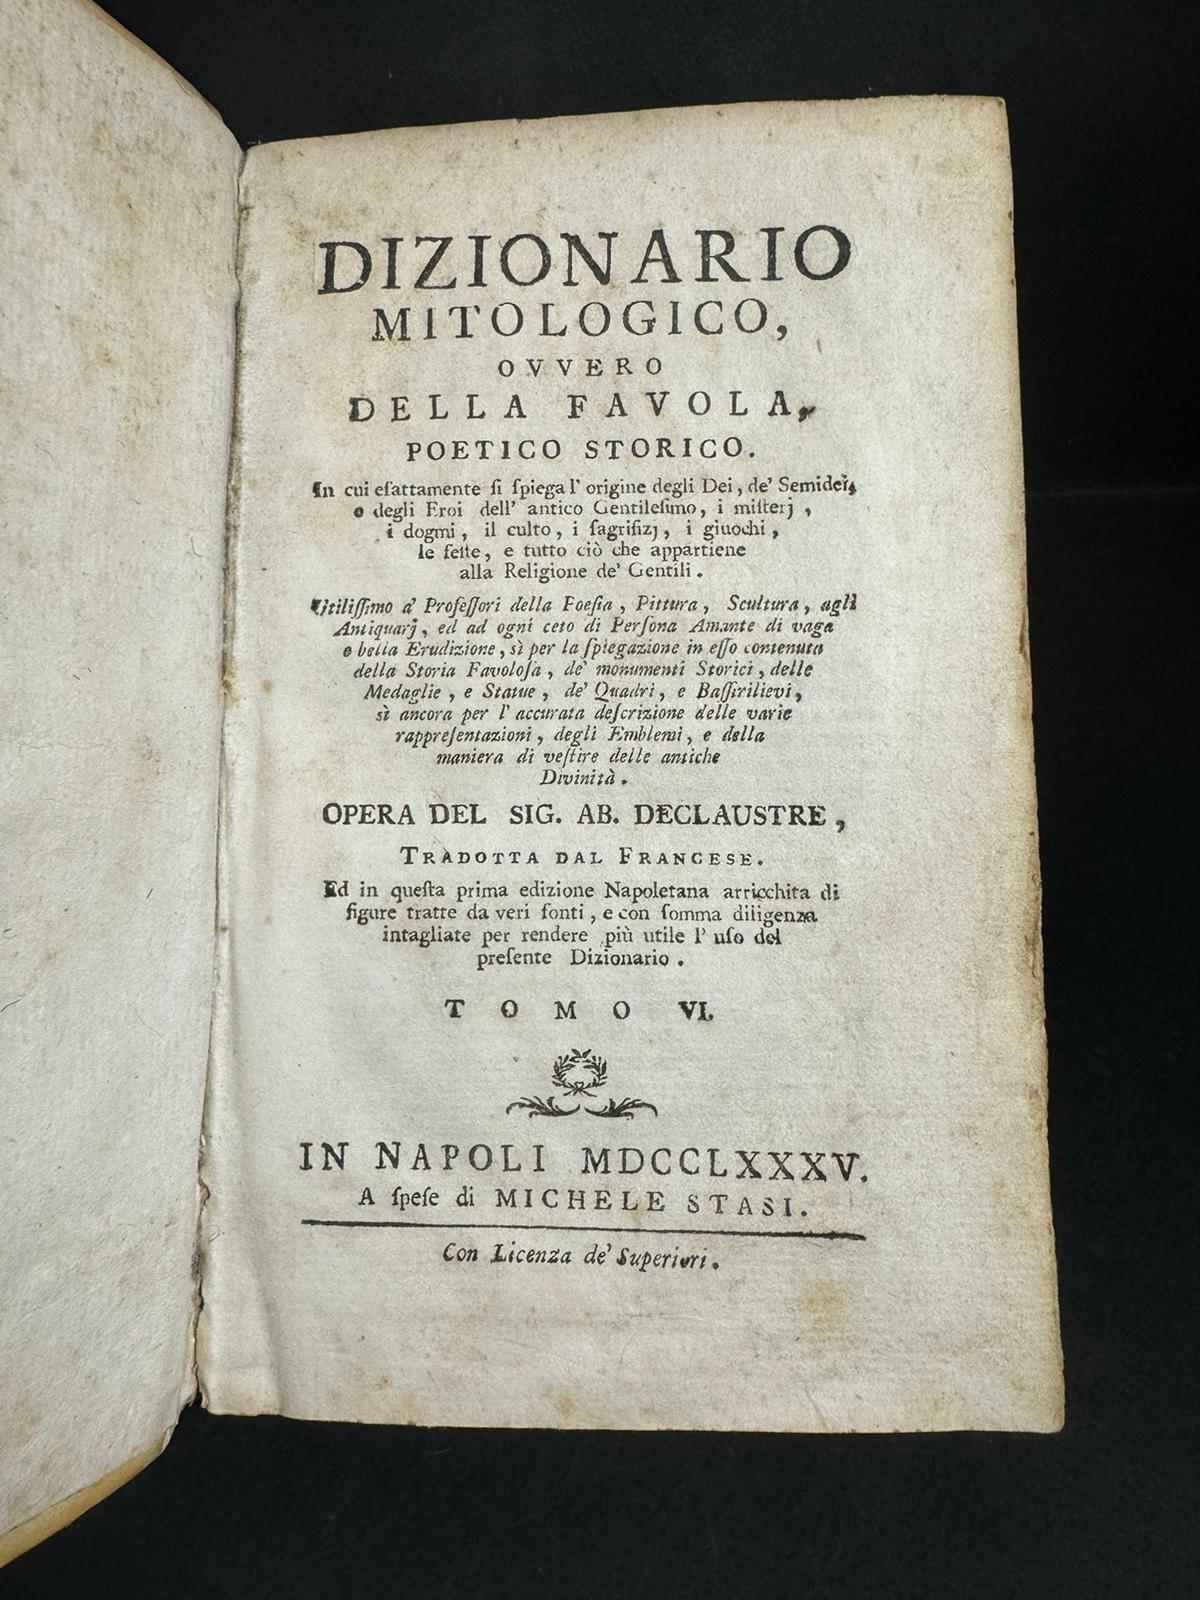 DIZIONARIO
MITOLOGICO,
OVVERO
DELLA FAVOLA,
POETICO STORICO.
In cui eſattamente ſi ſpiega l' origine degli Dei, de' Semidei,
e degli Eroi dell' antico Gentileſimo, i miſterj,
i dogmi, il culto, i ſagrifizj, i giuochi,
le feſte, e tutto ciò che appartiene
alla Religione de' Gentili.
Utiliſſimo a' Profeſſori della Poeſia, Pittura, Scultura, agli
Antiquarj, ed ad ogni ceto di Perſona Amante di vaga
e bella Erudizione, sì per la ſpiegazione in eſſo contenuta
della Storia Favoloſa, de' monumenti Storici, delle
Medaglie, e Statue, de' Quadri, e Baſſirilievi,
sì ancora per l' accurata deſcrizione delle varie
rappreſentazioni, degli Emblemi, e della
maniera di veſtire delle antiche
Divinità.
OPERA DEL SIG. AB. DECLAUSTRE,
TRADOTTA DAL FRANCESE.
Ed in queſta prima edizione Napoletana arricchita di
figure tratte da veri fonti, e con ſomma diligenza
intagliate per rendere più utile l' uſo del
preſente Dizionario.
TOMO VI.
IN NAPOLI MDCCLXXXV.
A ſpeſe di MICHELE STASI.
Con Licenza de' Superiori.